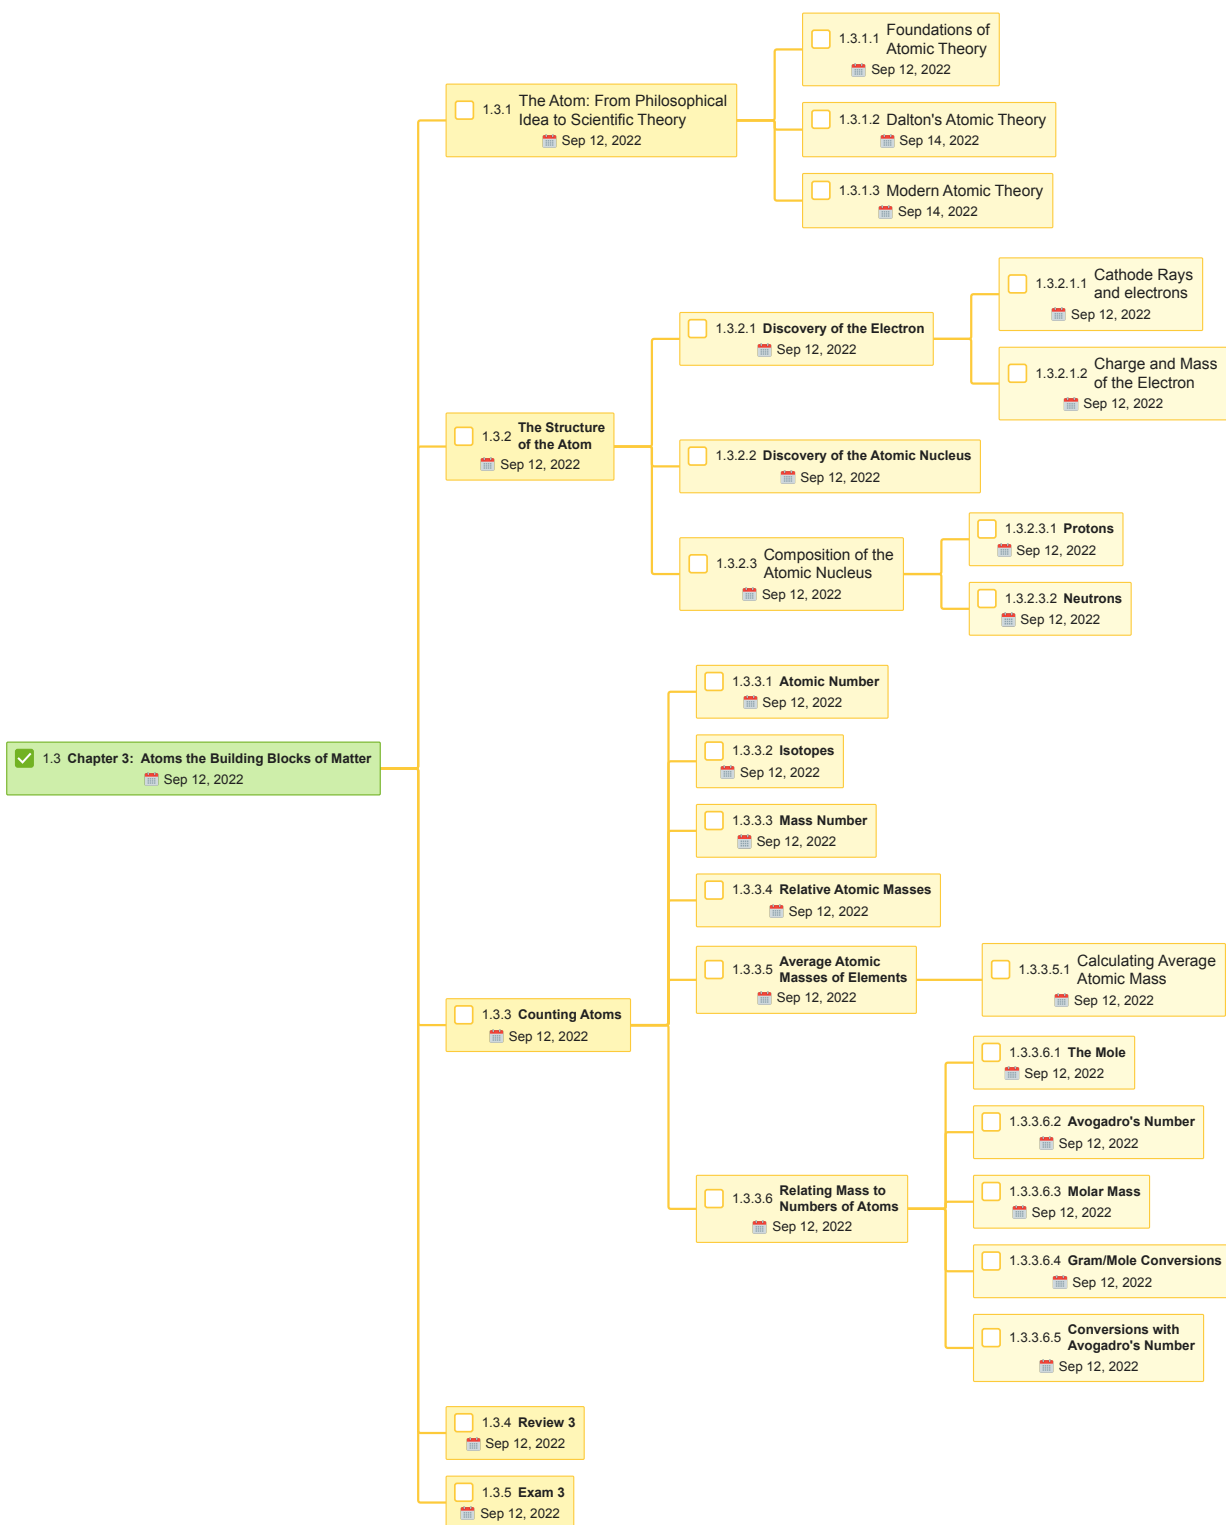 1.3.1.1 Foundations of
Atomic Theory
Sep 12, 2022
1.3.1 The Atom: From Philosophical
Idea to Scientific Theory
Sep 12, 2022
1.3.1.2 Dalton's Atomic Theory
Sep 14, 2022
1.3.1.3 Modern Atomic Theory
Sep 14, 2022
1.3.2.1.1 Cathode Rays
and electrons
Sep 12, 2022
1.3.2.1 Discovery of the Electron
Sep 12, 2022
1.3.2.1.2 Charge and Mass
of the Electron
Sep 12, 2022
1.3.2 The Structure
of the Atom
Sep 12, 2022
1.3.2.2 Discovery of the Atomic Nucleus
Sep 12, 2022
1.3.2.3.1 Protons
Sep 12, 2022
1.3.2.3 Composition of the
Atomic Nucleus
Sep 12, 2022
1.3.2.3.2 Neutrons
Sep 12, 2022
1.3.3.1 Atomic Number
Sep 12, 2022
1.3 Chapter 3: Atoms the Building Blocks of Matter
Sep 12, 2022
1.3.3.2 Isotopes
Sep 12, 2022
1.3.3.3 Mass Number
Sep 12, 2022
1.3.3.4 Relative Atomic Masses
Sep 12, 2022
1.3.3.5 Average Atomic
Masses of Elements
Sep 12, 2022
1.3.3.5.1 Calculating Average
Atomic Mass
Sep 12, 2022
1.3.3 Counting Atoms
Sep 12, 2022
1.3.3.6.1 The Mole
Sep 12, 2022
1.3.3.6.2 Avogadro's Number
Sep 12, 2022
1.3.3.6 Relating Mass to
Numbers of Atoms
Sep 12, 2022
1.3.3.6.3 Molar Mass
Sep 12, 2022
1.3.3.6.4 Gram/Mole Conversions
Sep 12, 2022
1.3.3.6.5 Conversions with
Avogadro's Number
Sep 12, 2022
1.3.4 Review 3
Sep 12, 2022
1.3.5 Exam 3
Sep 12, 2022